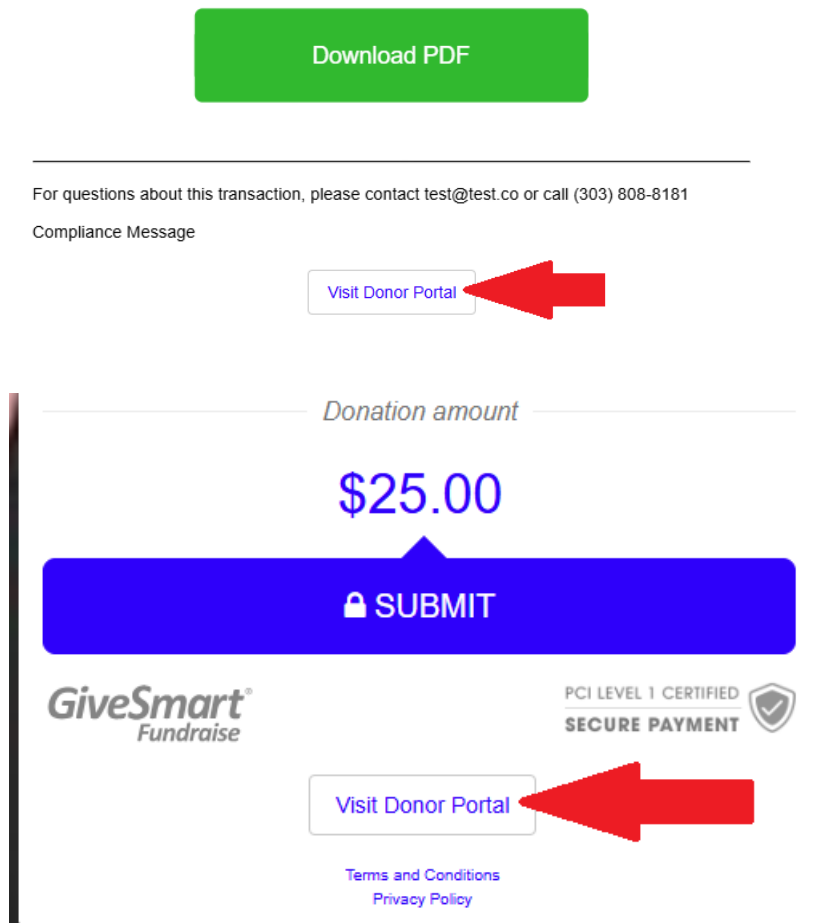 Download PDF
For questions about this transaction, please contact test@test.co or call (303) 808-8181
Compliance Message
Visit Donor Portal
Donation amount
$25.00
SUBMIT
GiveSmart®
Fundraise
PCI LEVEL 1 CERTIFIED
SECURE PAYMENT
Visit Donor Portal
Terms and Conditions
Privacy Policy